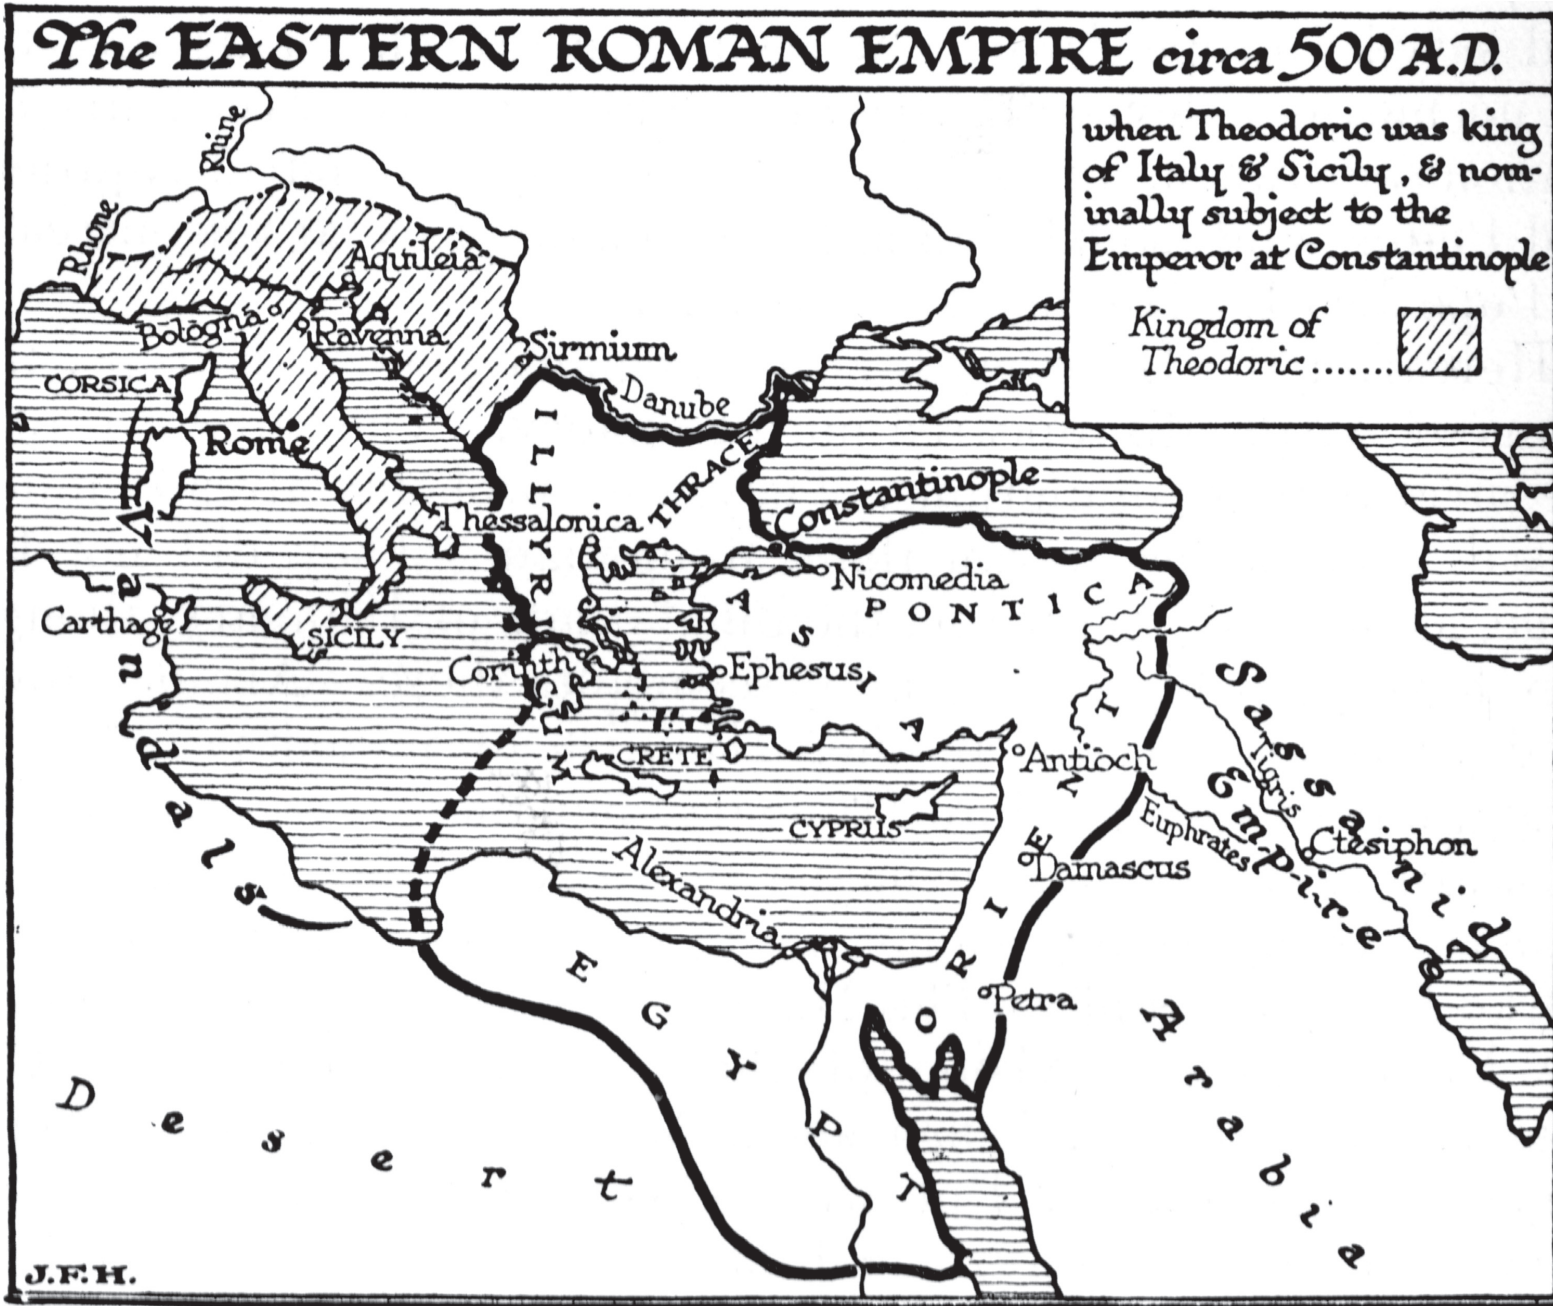 The EASTERN ROMAN EMPIRE circa 500 A.D.
when Theodoric was king
of Italy & Sicily, & nom-
inally subject to the
Emperor at Constantinople
Kingdom of
Theodoric........
Rhine
Rhone
Aquileia
Bologna
Ravenna
Sirmium
CORSICA
Danube
ILLYRICUM
Rome
THRACE
Constantinople
Thessalonica
Nicomedia
PONTICA
ASIANA
Carthage
SICILY
Vandals
Corinth
Ephesus
Sassanid
Empire
CRETE
Antioch
Tigris
CYPRUS
Euphrates
Ctesiphon
Alexandria
Damascus
ORIENT
EGYPT
Petra
Arabia
Desert
J.F.H.